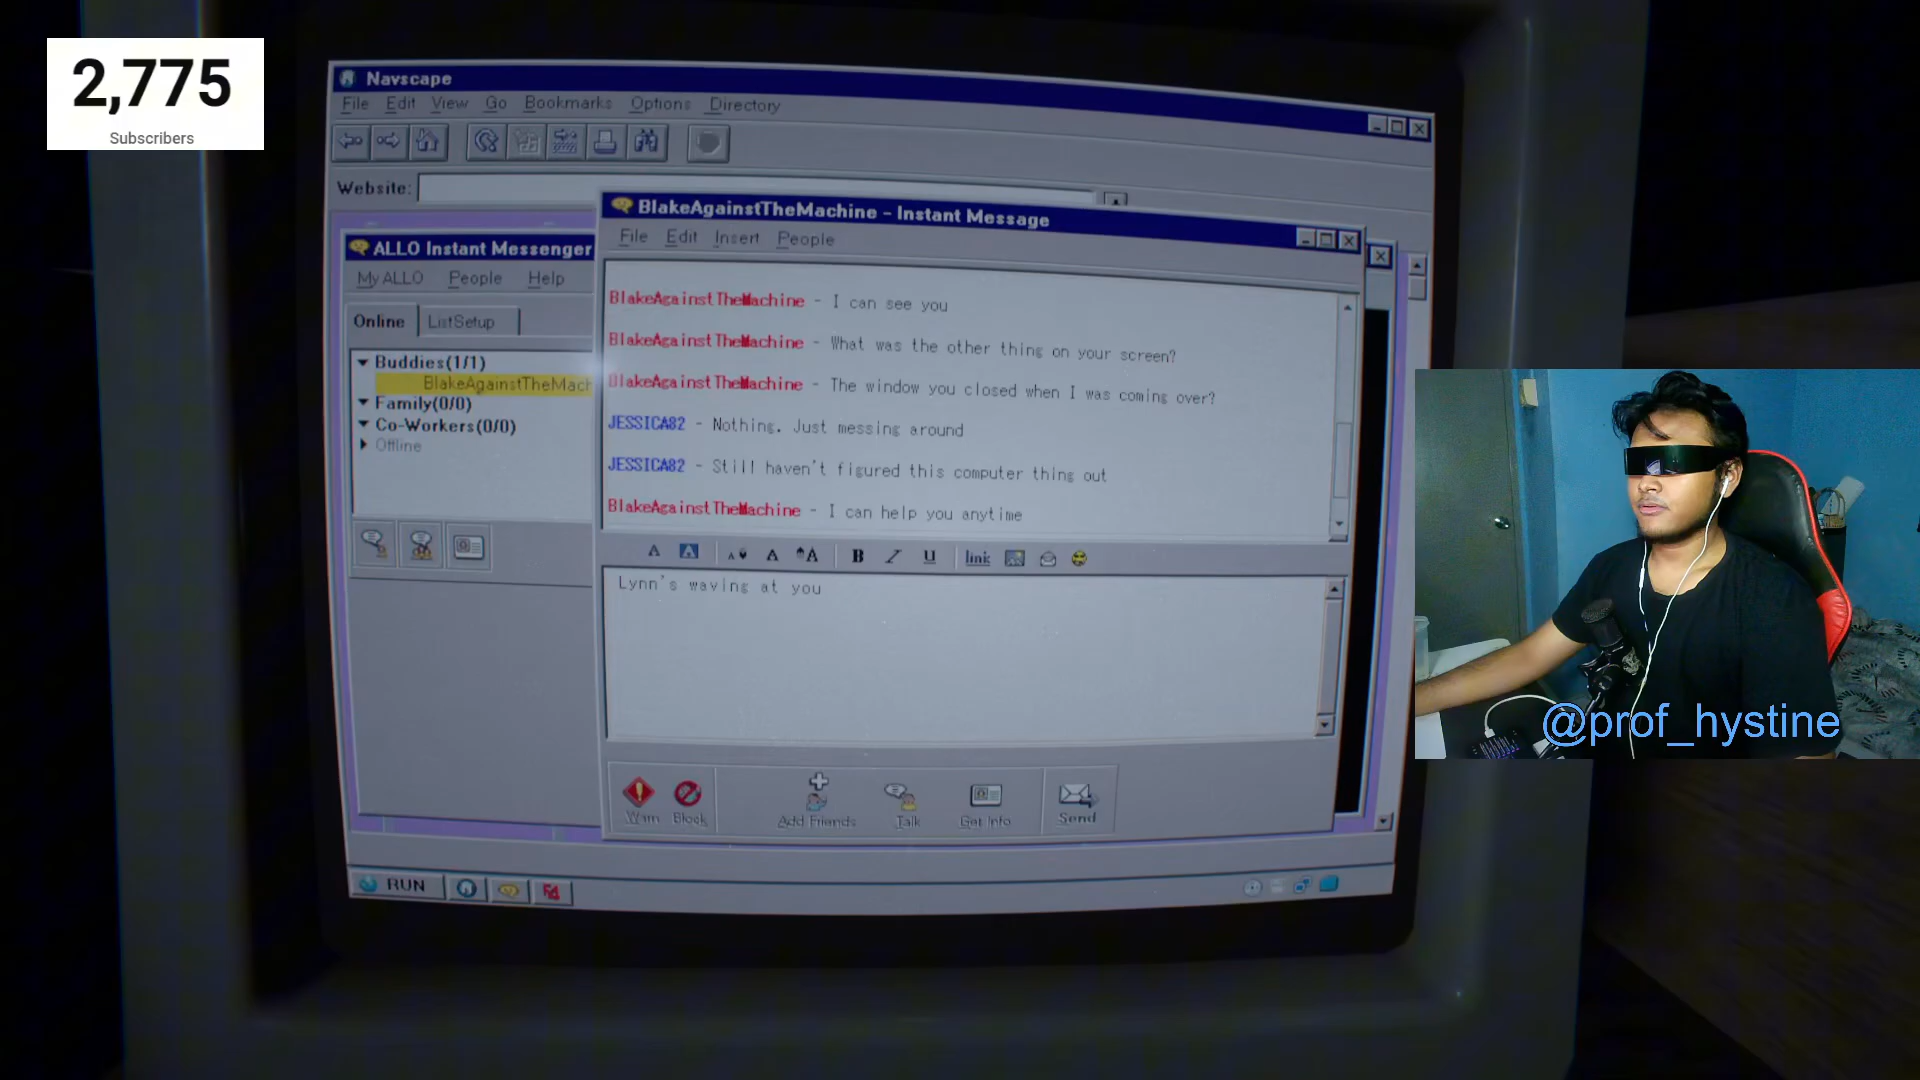 2,775
Subscribers
Navscape
File Edit View Go Bookmarks Options Directory
Website:
ALLO Instant Messenger
My ALLO People Help
Online ListSetup
Buddies(1/1)
BlakeAgainstTheMach
Family(0/0)
Co-Workers(0/0)
Offline
BlakeAgainstTheMachine - Instant Message
File Edit Insert People
BlakeAgainstTheMachine - I can see you
BlakeAgainstTheMachine - What was the other thing on your screen?
BlakeAgainstTheMachine - The window you closed when I was coming over?
JESSICA82 - Nothing. Just messing around
JESSICA82 - Still haven't figured this computer thing out
BlakeAgainstTheMachine - I can help you anytime
A A A A A B I U link
Lynn's waving at you
Warn Block Add Friends Talk Get Info Send
RUN
@prof_hystine